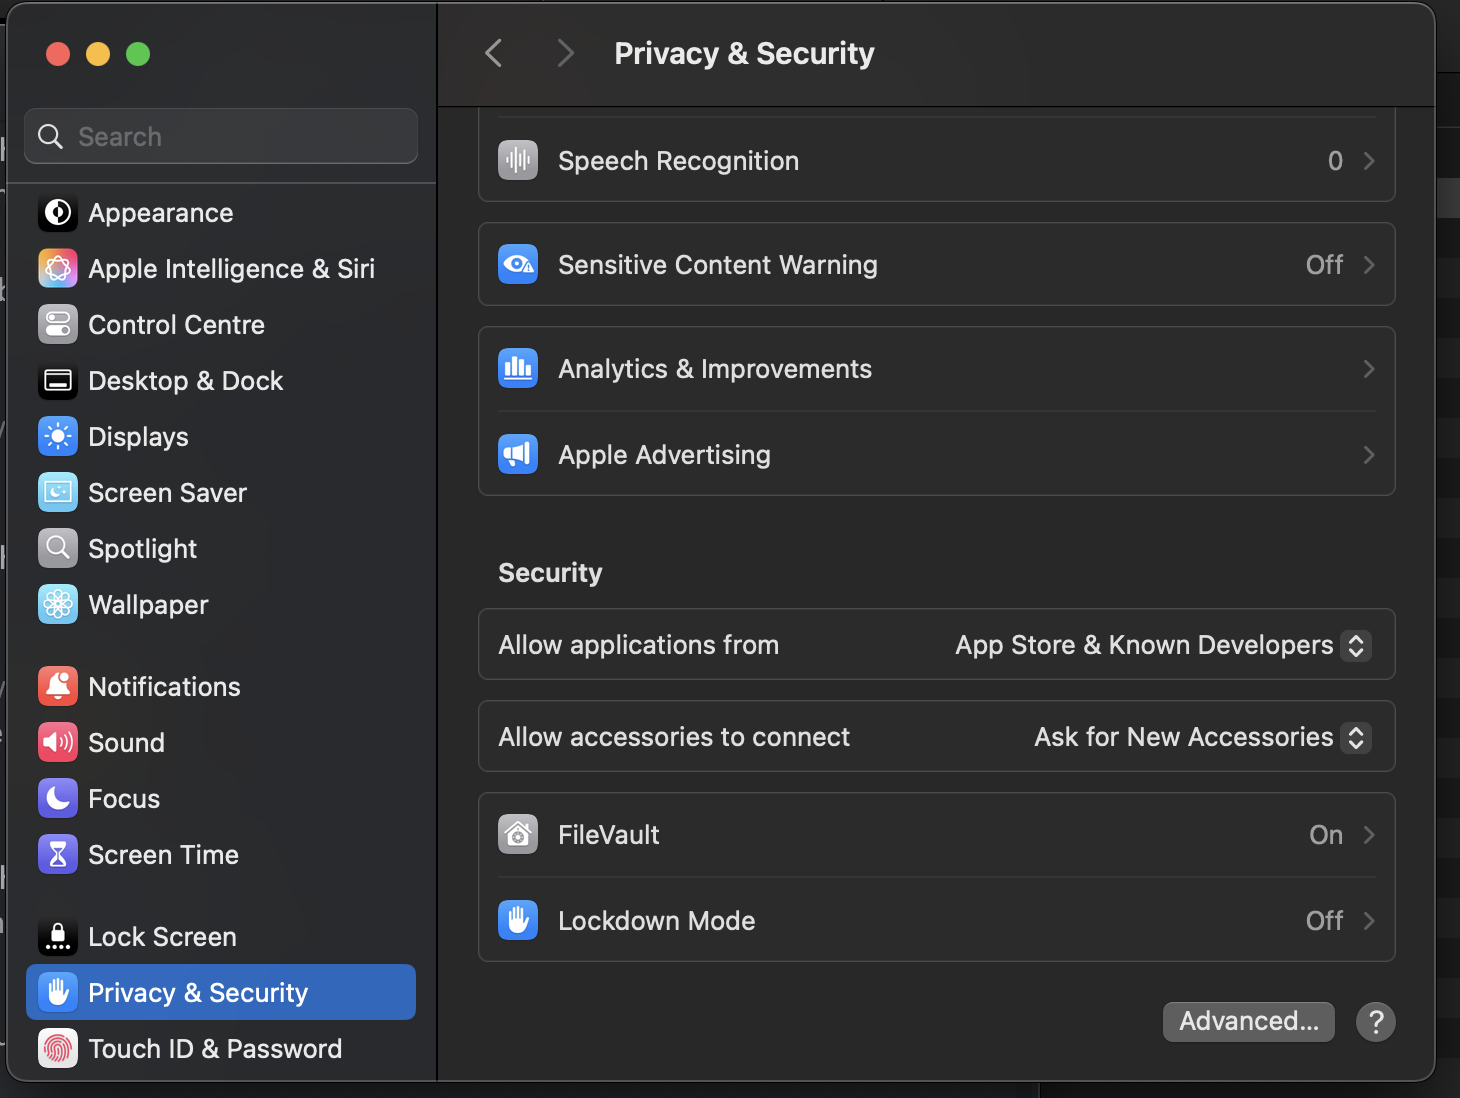 Privacy & Security
Search
Appearance
Apple Intelligence & Siri
Control Centre
Desktop & Dock
Displays
Screen Saver
Spotlight
Wallpaper
Notifications
Sound
Focus
Screen Time
Lock Screen
Privacy & Security
Touch ID & Password
Speech Recognition 0
Sensitive Content Warning Off
Analytics & Improvements
Apple Advertising
Security
Allow applications from App Store & Known Developers
Allow accessories to connect Ask for New Accessories
FileVault On
Lockdown Mode Off
Advanced... ?